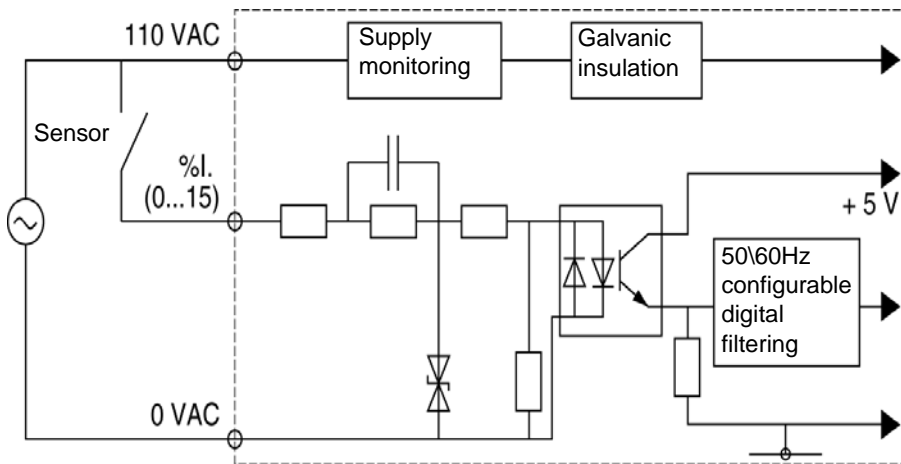 110 VAC
Supply
monitoring
Galvanic
insulation
Sensor
%I.
(0...15)
+ 5 V
50\60Hz
configurable
digital
filtering
0 VAC